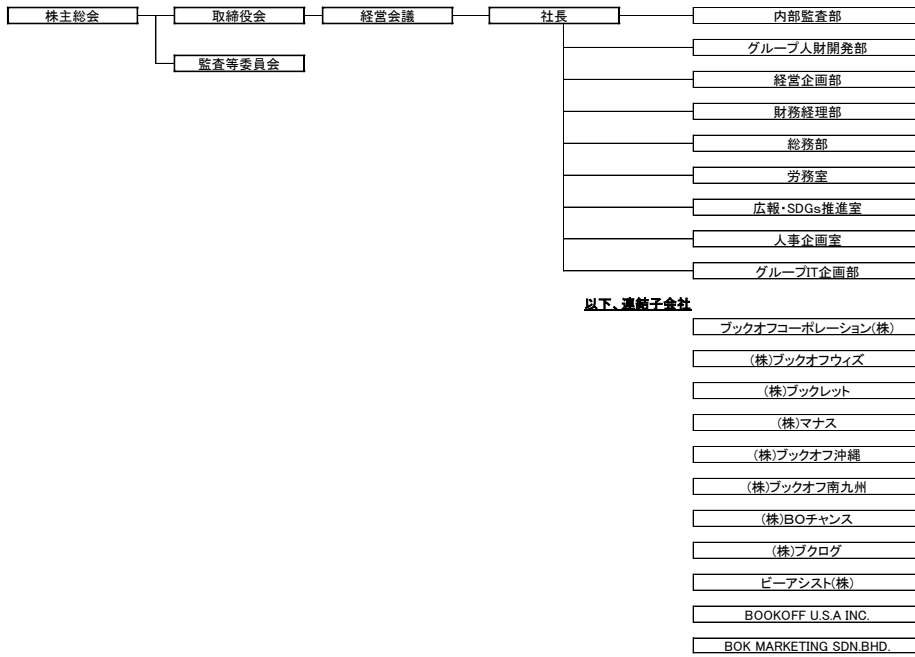 株主総会
取締役会
経営会議
社長
内部監査部
グループ人財開発部
監査等委員会
経営企画部
財務経理部
総務部
労務室
広報・SDGs推進室
人事企画室
グループIT企画部
以下、連結子会社
ブックオフコーポレーション(株)
(株)ブックオフウィズ
(株)ブックレット
(株)マナス
(株)ブックオフ沖縄
(株)ブックオフ南九州
(株)BOチャンス
(株)ブクログ
ビーアシスト(株)
BOOKOFF U.S.A INC.
BOK MARKETING SDN.BHD.